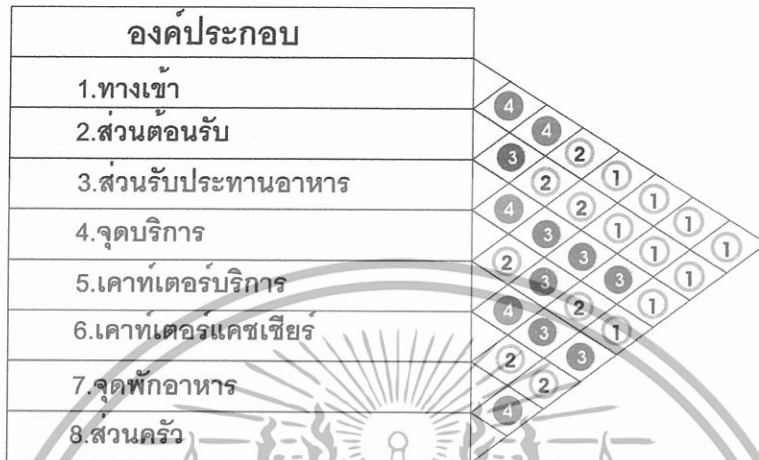 องค์ประกอบ
1.ทางเข้า
4
2.ส่วนต้อนรับ
4
3 2
3.ส่วนรับประทานอาหาร
2 1
4 2 1
4.จุดบริการ
3 1 1
2 3 1 1
5.เคาท์เตอร์บริการ
3 3 1
4 2 1
6.เคาท์เตอร์แคชเชียร์
3 1
2 3
7.จุดพักอาหาร
2
4
8.ส่วนครัว